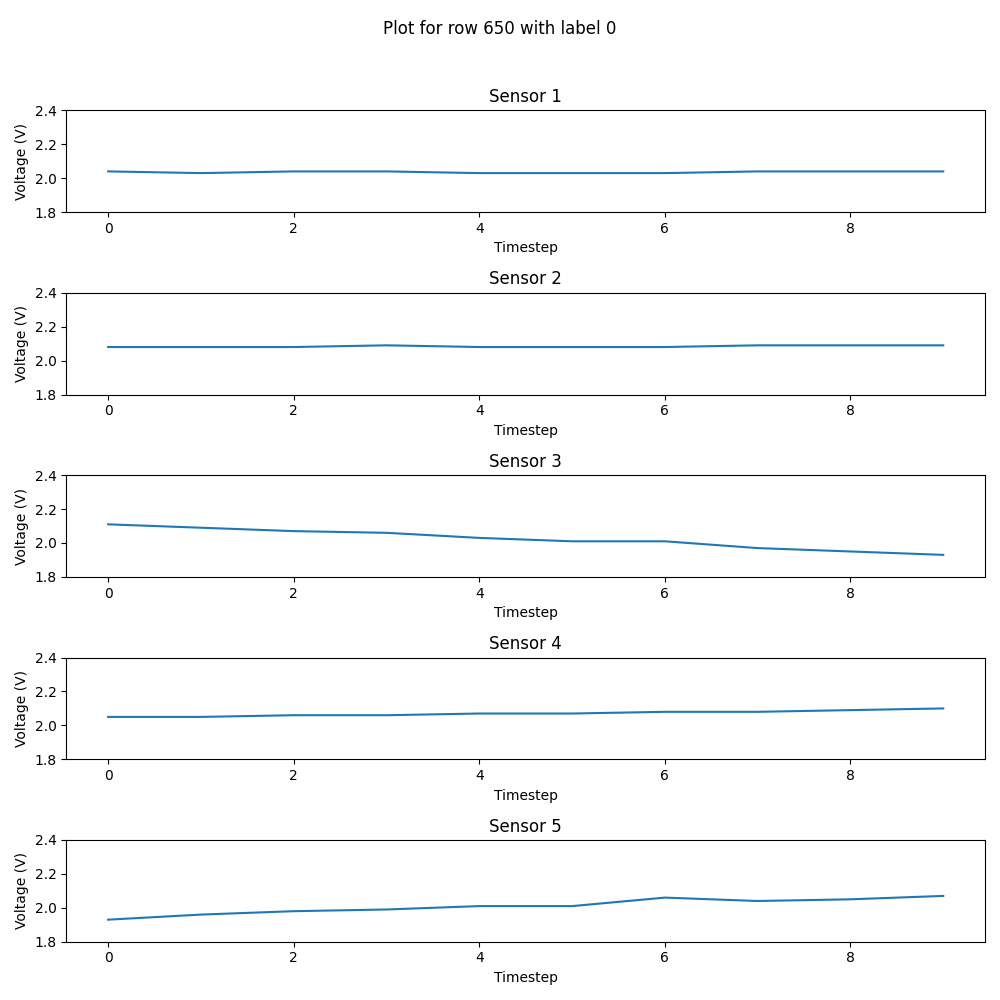 Plot for row 650 with label 0
Sensor 1
Voltage (V)
2.4
2.2
2.0
1.8
0 2 4 6 8
Timestep
Sensor 2
Voltage (V)
2.4
2.2
2.0
1.8
0 2 4 6 8
Timestep
Sensor 3
Voltage (V)
2.4
2.2
2.0
1.8
0 2 4 6 8
Timestep
Sensor 4
Voltage (V)
2.4
2.2
2.0
1.8
0 2 4 6 8
Timestep
Sensor 5
Voltage (V)
2.4
2.2
2.0
1.8
0 2 4 6 8
Timestep